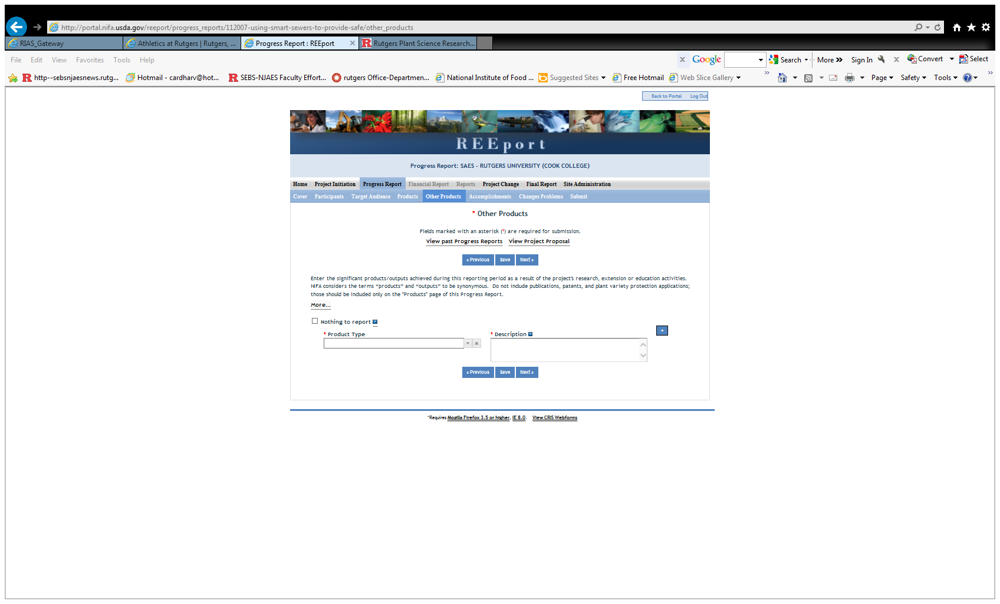 http://portal.nifa.usda.gov/reeport/progress_reports/112007-using-smart-sewers-to-provide-safe/other_products
RIAS_Gateway
Athletics at Rutgers | Rutgers, ...
Progress Report : REEport
R Rutgers Plant Science Research...
File Edit View Favorites Tools Help
x Google Search More » Sign In x Convert Select
R http--sebsnjaesnews.rutg... Hotmail - cardharv@hot... R SEBS-NJAES Faculty Effort... rutgers Office-Departmen... National Institute of Food ... Suggested Sites Free Hotmail Web Slice Gallery » Page Safety Tools ? »
Back to Portal Log Out
REEport
Progress Report: SAES - RUTGERS UNIVERSITY (COOK COLLEGE)
Home Project Initiation Progress Report Financial Report Reports Project Change Final Report Site Administration
Cover Participants Target Audience Products Other Products Accomplishments Changes Problems Submit
* Other Products
Fields marked with an asterisk (*) are required for submission.
View past Progress Reports View Project Proposal
« Previous Save Next »
Enter the significant products/outputs achieved during this reporting period as a result of the project's research, extension or education activities.
NIFA considers the terms “products” and “outputs” to be synonymous. Do not include publications, patents, and plant variety protection applications;
those should be included only on the "Products" page of this Progress Report.
More...
Nothing to report
* Product Type
* Description
+
« Previous Save Next »
*Requires Mozilla Firefox 3.5 or higher, IE 8.0. View CRIS Webforms